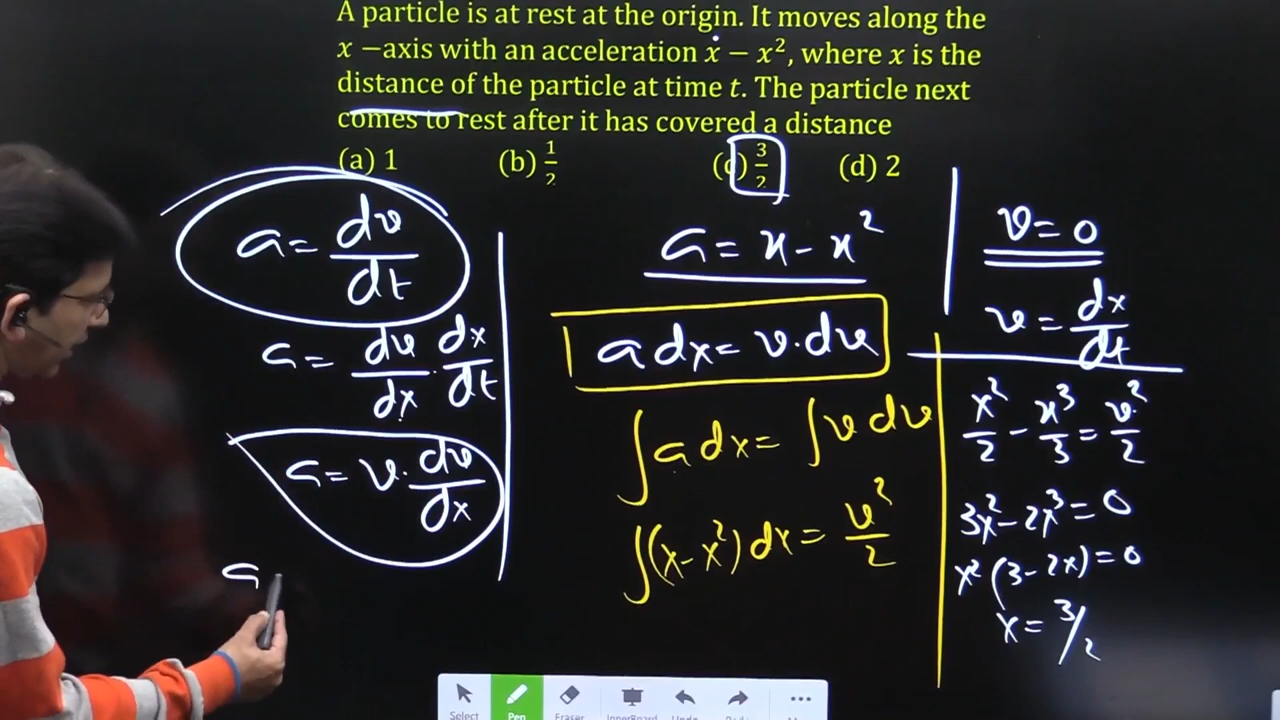 A particle is at rest at the origin. It moves along the
x −axis with an acceleration x − x², where x is the
distance of the particle at time t. The particle next
comes to rest after it has covered a distance
(a) 1 (b) 1/2 (c) 3/2 (d) 2
a = dv/dt
a = dv/dx · dx/dt
a = v · dv/dx
a
a = x - x²
a dx = v · dv
∫ a dx = ∫ v dv
∫(x - x²) dx = v²/2
v = 0
v = dx/dt
x²/2 - x³/3 = v²/2
3x² - 2x³ = 0
x² (3 - 2x) = 0
x = 3/2
Select Pen Eraser Undo